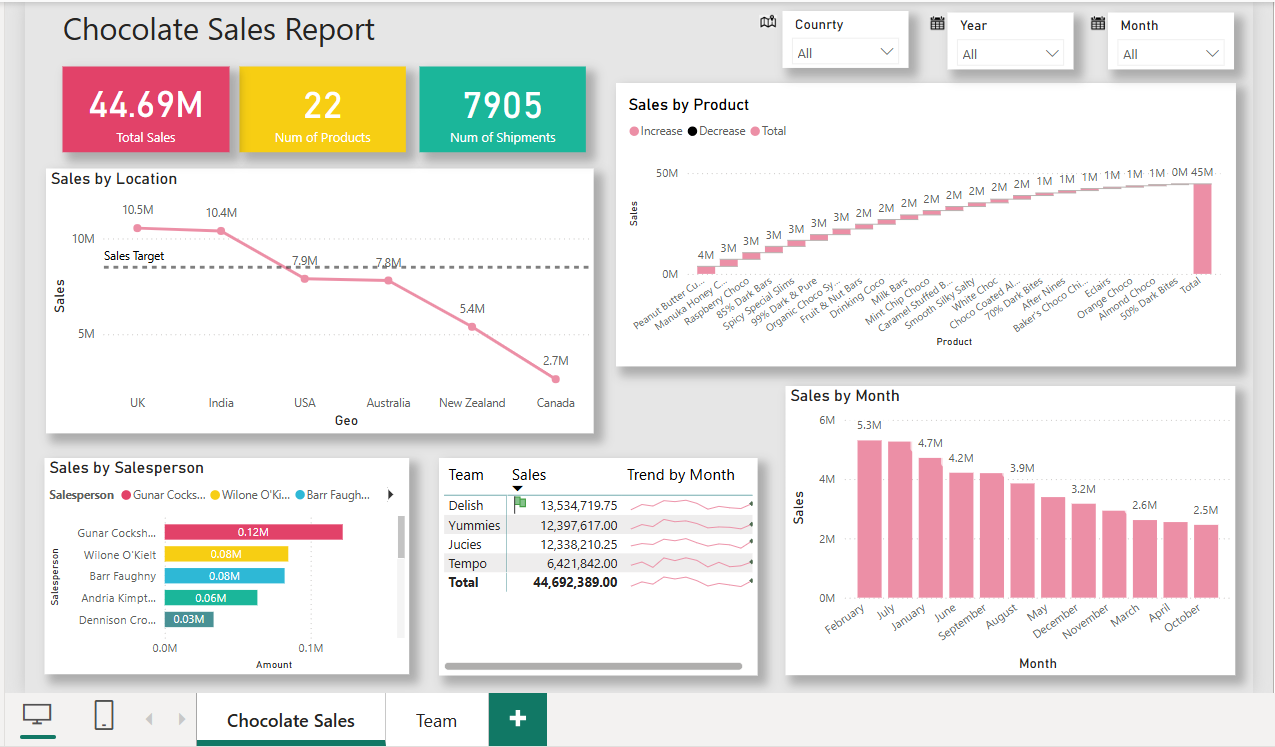 Chocolate Sales Report
Counrty
All
Year
All
Month
All
44.69M
Total Sales
22
Num of Products
7905
Num of Shipments
Sales by Location
10.5M
10.4M
10M
Sales Target
7.9M
7.8M
5.4M
5M
2.7M
Sales
UK India USA Australia New Zealand Canada
Geo
Sales by Product
Increase Decrease Total
50M
0M
Sales
4M 3M 3M 3M 3M 3M 3M 2M 2M 2M 2M 2M 2M 2M 2M 1M 1M 1M 1M 1M 1M 0M 45M
Peanut Butter Cu...
Manuka Honey C...
Raspberry Choco
85% Dark Bars
Spicy Special Slims
99% Dark & Pure
Organic Choco Sy...
Fruit & Nut Bars
Drinking Coco
Milk Bars
Mint Chip Choco
Caramel Stuffed B...
Smooth Silky Salty
White Choc
Choco Coated Al...
70% Dark Bites
After Nines
Baker's Choco Chi...
Eclairs
Orange Choco
Almond Choco
50% Dark Bites
Total
Product
Sales by Salesperson
Salesperson Gunar Cocks... Wilone O'Ki... Barr Faugh...
Salesperson
Gunar Cocksh... 0.12M
Wilone O'Kielt 0.08M
Barr Faughny 0.08M
Andria Kimpt... 0.06M
Dennison Cro... 0.03M
0.0M 0.1M
Amount
Team Sales Trend by Month
Delish 13,534,719.75
Yummies 12,397,617.00
Jucies 12,338,210.25
Tempo 6,421,842.00
Total 44,692,389.00
Sales by Month
6M
4M
2M
0M
Sales
5.3M
4.7M
4.2M
3.9M
3.2M
2.6M
2.5M
February
July
January
June
September
August
May
December
November
March
April
October
Month
Chocolate Sales
Team
+